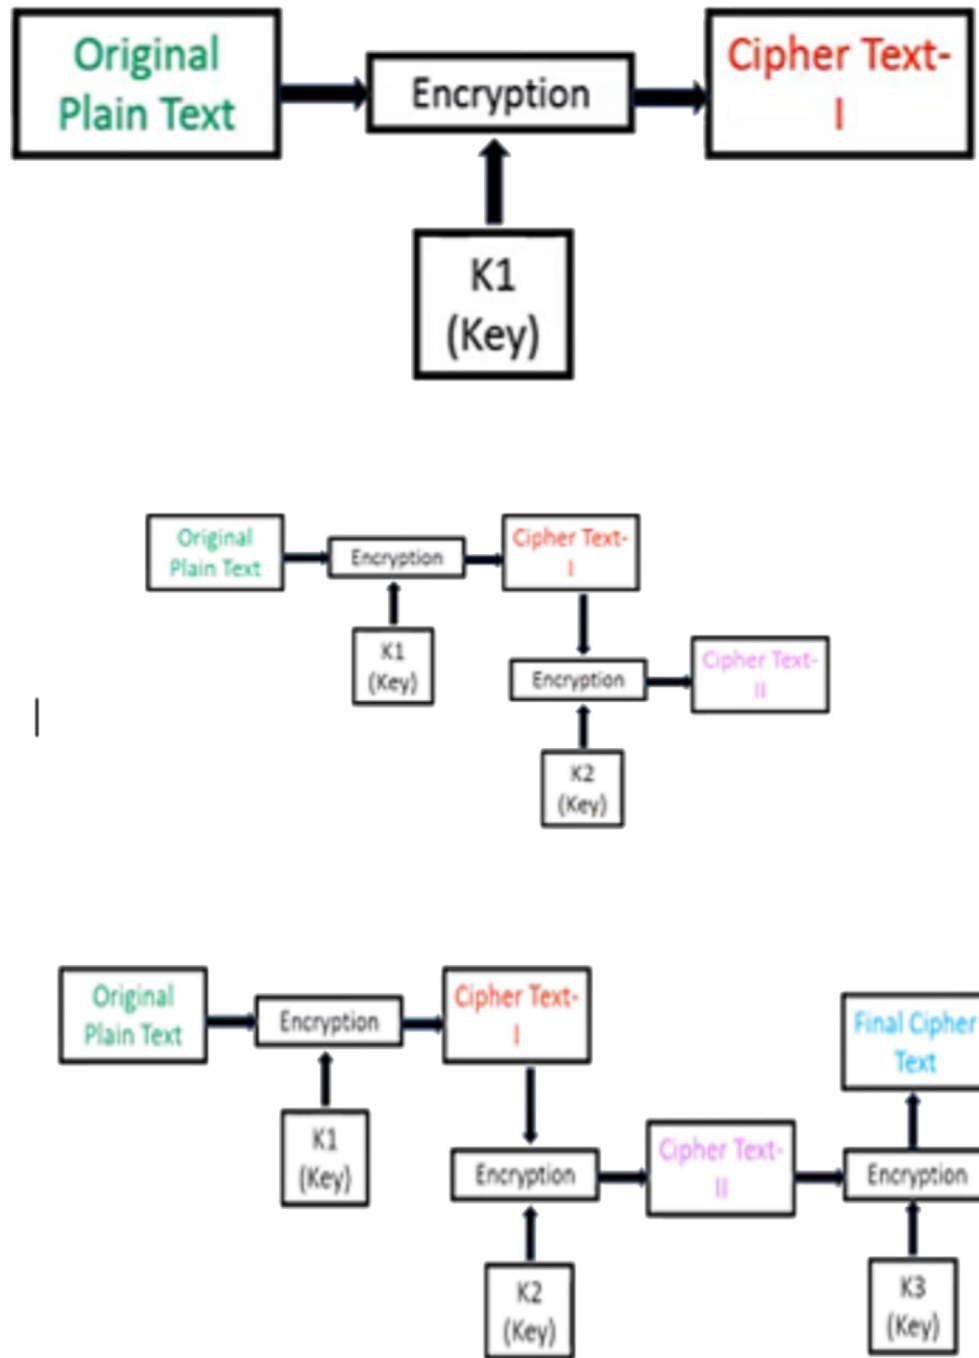 Original
Plain Text
Encryption
Cipher Text-
I
K1
(Key)
Original
Plain Text
Encryption
Cipher Text-
I
K1
(Key)
Encryption
Cipher Text-
II
K2
(Key)
Original
Plain Text
Encryption
Cipher Text-
I
Final Cipher
Text
K1
(Key)
Encryption
Cipher Text-
II
Encryption
K2
(Key)
K3
(Key)